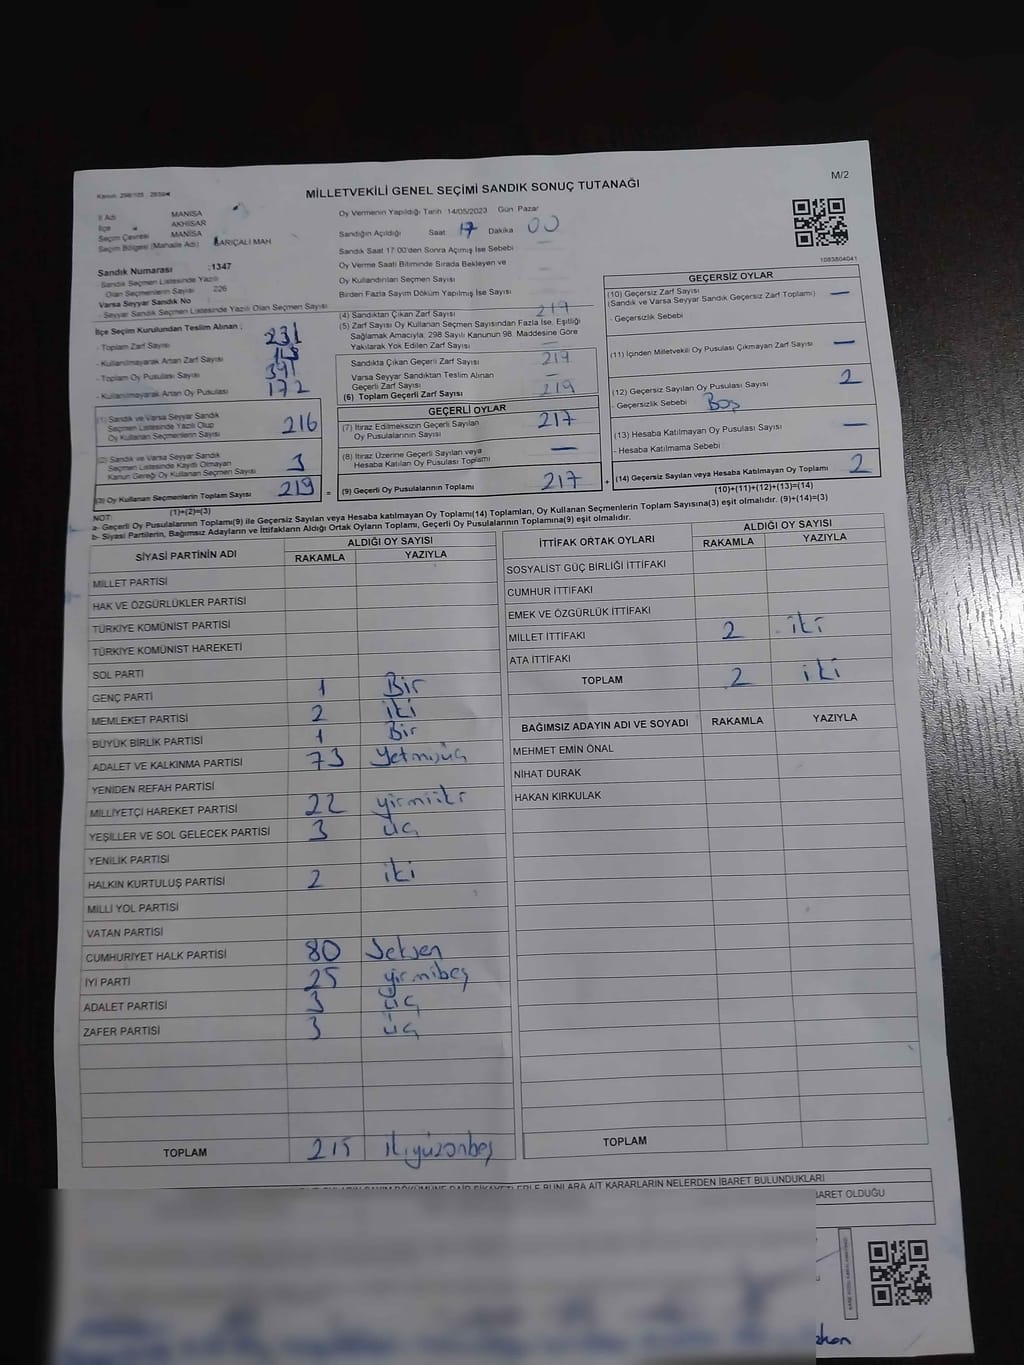 MİLLETVEKİLİ GENEL SEÇİMİ SANDIK SONUÇ TUTANAĞI
M/2
İl Adı MANİSA
İlçe AKHİSAR
Seçim Çevresi MANİSA
Seçim Bölgesi (Mahalle Adı)
Sandık Numarası :1347
Sandık Seçmen Listesinde Yazılı
Olan Seçmenlerin Sayısı 226
Varsa Seyyar Sandık No
- Seyyar Sandık Seçmen Listesinde Yazılı Olan Seçmen Sayısı
Oy Vermenin Yapıldığı Tarih :14/05/2023 Gün :Pazar
Sandığın Açıldığı Saat 17 Dakika 00
Sandık Saat 17:00'den Sonra Açılmış İse Sebebi
Oy Verme Saati Bitiminde Sırada Bekleyen ve
Oy Kullandırılan Seçmen Sayısı
Birden Fazla Sayım Döküm Yapılmış İse Sayısı
1083804041
İlçe Seçim Kurulundan Teslim Alınan ;
- Toplam Zarf Sayısı 231
- Kullanılmayarak Artan Zarf Sayısı
- Toplam Oy Pusulası Sayısı 391
- Kullanılmayarak Artan Oy Pusulası 172
(1) Sandık ve Varsa Seyyar Sandık
Seçmen Listesinde Yazılı Olup
Oy Kullanan Seçmenlerin Sayısı 216
(2) Sandık ve Varsa Seyyar Sandık
Seçmen Listesinde Kaydı Olmayan
Kanun Gereği Oy Kullanan Seçmen Sayısı 3
(3) Oy Kullanan Seçmenlerin Toplam Sayısı 219
(1)+(2)=(3)
(4) Sandıktan Çıkan Zarf Sayısı 219
(5) Zarf Sayısı Oy Kullanan Seçmen Sayısından Fazla İse, Eşitliği
Sağlamak Amacıyla; 298 Sayılı Kanunun 98. Maddesine Göre
Yakılarak Yok Edilen Zarf Sayısı
Sandıkta Çıkan Geçerli Zarf Sayısı 219
Varsa Seyyar Sandıktan Teslim Alınan
Geçerli Zarf Sayısı –
(6) Toplam Geçerli Zarf Sayısı 219
GEÇERLİ OYLAR
(7) İtiraz Edilmeksizin Geçerli Sayılan
Oy Pusulalarının Sayısı 217
(8) İtiraz Üzerine Geçerli Sayılan veya
Hesaba Katılan Oy Pusulası Toplamı —
= (9) Geçerli Oy Pusulalarının Toplamı 217
GEÇERSİZ OYLAR
(10) Geçersiz Zarf Sayısı —
(Sandık ve Varsa Seyyar Sandık Geçersiz Zarf Toplamı)
- Geçersizlik Sebebi
(11) İçinden Milletvekili Oy Pusulası Çıkmayan Zarf Sayısı —
(12) Geçersiz Sayılan Oy Pusulası Sayısı 2
- Geçersizlik Sebebi Boş
(13) Hesaba Katılmayan Oy Pusulası Sayısı —
- Hesaba Katılmama Sebebi
+ (14) Geçersiz Sayılan veya Hesaba Katılmayan Oy Toplamı 2
(10)+(11)+(12)+(13)=(14)
NOT:
a- Geçerli Oy Pusulalarının Toplamı(9) ile Geçersiz Sayılan veya Hesaba Katılmayan Oy Toplamı(14) Toplamları, Oy Kullanan Seçmenlerin Toplam Sayısına(3) eşit olmalıdır. (9)+(14)=(3)
b- Siyasi Partilerin, Bağımsız Adayların ve İttifakların Aldığı Ortak Oyların Toplamı, Geçerli Oy Pusulalarının Toplamına(9) eşit olmalıdır.
SİYASİ PARTİNİN ADI ALDIĞI OY SAYISI
RAKAMLA YAZIYLA
MİLLET PARTİSİ
HAK VE ÖZGÜRLÜKLER PARTİSİ
TÜRKİYE KOMÜNİST PARTİSİ
TÜRKİYE KOMÜNİST HAREKETİ
SOL PARTİ
GENÇ PARTİ 1 Bir
MEMLEKET PARTİSİ 2 iki
BÜYÜK BİRLİK PARTİSİ 1 Bir
ADALET VE KALKINMA PARTİSİ 73 Yetmişüç
YENİDEN REFAH PARTİSİ
MİLLİYETÇİ HAREKET PARTİSİ 22 yirmiiki
YEŞİLLER VE SOL GELECEK PARTİSİ 3 üç
YENİLİK PARTİSİ
HALKIN KURTULUŞ PARTİSİ 2 iki
MİLLİ YOL PARTİSİ
VATAN PARTİSİ
CUMHURİYET HALK PARTİSİ 80 Seksen
İYİ PARTİ 25 yirmibeş
ADALET PARTİSİ 3 üç
ZAFER PARTİSİ 3 üç
TOPLAM 215 ikiyüzonbeş
İTTİFAK ORTAK OYLARI ALDIĞI OY SAYISI
RAKAMLA YAZIYLA
SOSYALİST GÜÇ BİRLİĞİ İTTİFAKI
CUMHUR İTTİFAKI
EMEK VE ÖZGÜRLÜK İTTİFAKI
MİLLET İTTİFAKI 2 iki
ATA İTTİFAKI
TOPLAM 2 iki
BAĞIMSIZ ADAYIN ADI VE SOYADI RAKAMLA YAZIYLA
MEHMET EMİN ÖNAL
NİHAT DURAK
HAKAN KIRKULAK
TOPLAM
BUNLARA AİT KARARLARIN NELERDEN İBARET BULUNDUKLARI
İBARET OLDUĞU